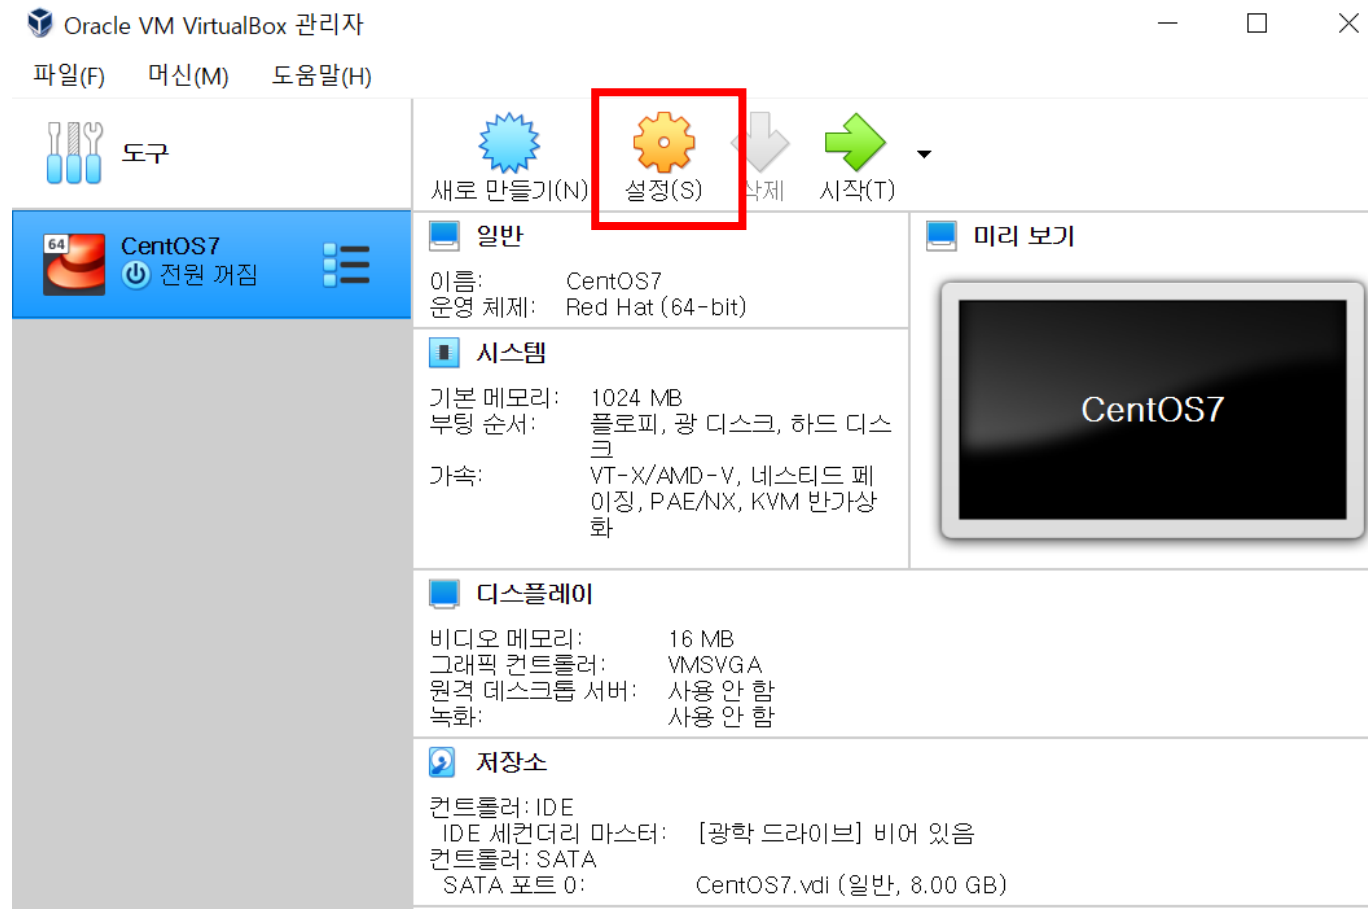 Oracle VM VirtualBox 관리자
파일(F) 머신(M) 도움말(H)
도구
새로 만들기(N) 설정(S) 삭제 시작(T)
64
CentOS7
전원 꺼짐
일반
이름: CentOS7
운영 체제: Red Hat (64-bit)
미리 보기
CentOS7
시스템
기본 메모리: 1024 MB
부팅 순서: 플로피, 광 디스크, 하드 디스
크
가속: VT-X/AMD-V, 네스티드 페
이징, PAE/NX, KVM 반가상
화
디스플레이
비디오 메모리: 16 MB
그래픽 컨트롤러: VMSVGA
원격 데스크톱 서버: 사용 안 함
녹화: 사용 안 함
저장소
컨트롤러: IDE
IDE 세컨더리 마스터: [광학 드라이브] 비어 있음
컨트롤러: SATA
SATA 포트 0: CentOS7.vdi (일반, 8.00 GB)